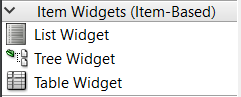 Item Widgets (Item-Based)
List Widget
Tree Widget
Table Widget